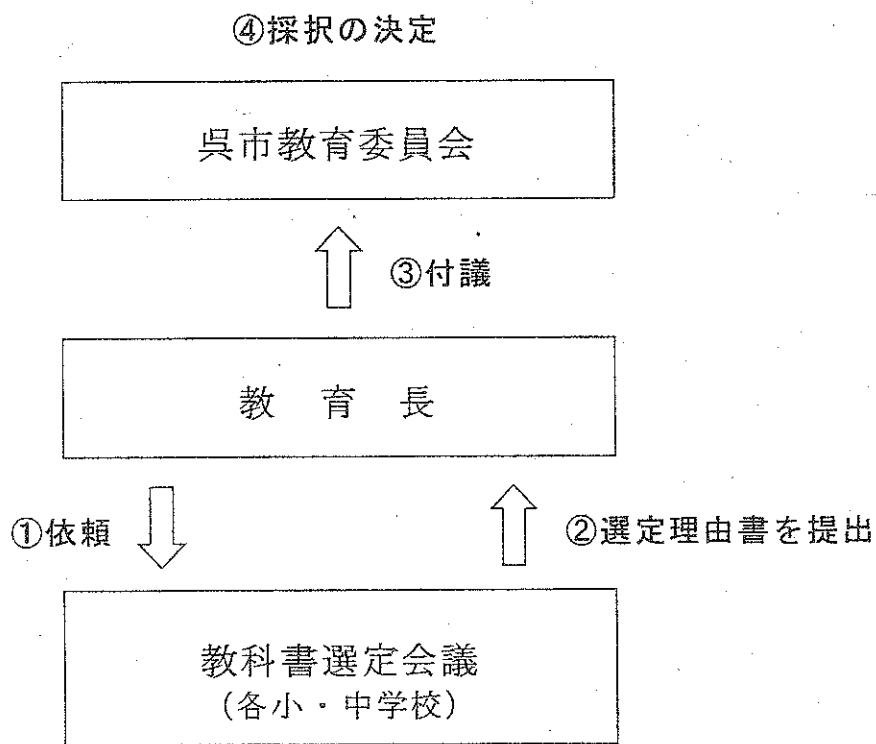 ④採択の決定
呉市教育委員会
③付議
教育長
①依頼
②選定理由書を提出
教科書選定会議
(各小・中学校)